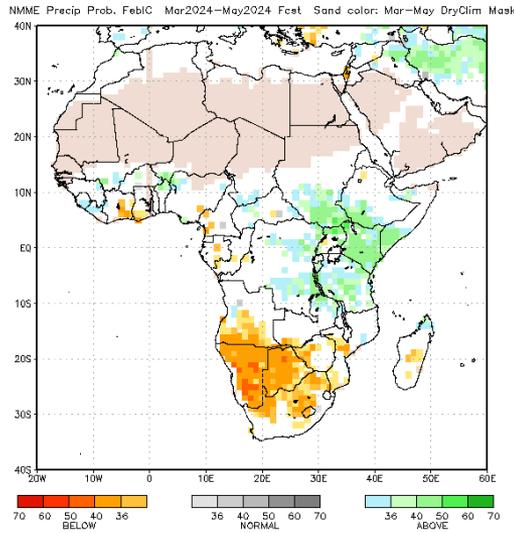 NMME Precip Prob. FebIC Mar2024-May2024 Fcst Sand color: Mar-May DryClim Mask
40N
30N
20N
10N
EQ
10S
20S
30S
40S
20W 10W 0 10E 20E 30E 40E 50E 60E
70 60 50 40 36
BELOW
36 40 50 60 70
NORMAL
36 40 50 60 70
ABOVE